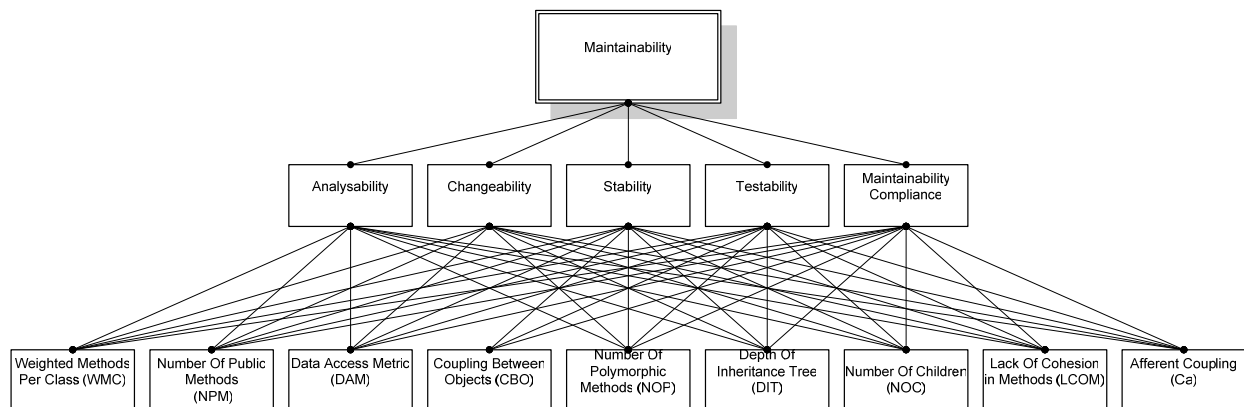 Maintainability
Analysability
Changeability
Stability
Testability
Maintainability
Compliance
Weighted Methods
Per Class (WMC)
Number Of Public
Methods
(NPM)
Data Access Metric
(DAM)
Coupling Between
Objects (CBO)
Number Of
Polymorphic
Methods (NOP)
Depth Of
Inheritance Tree
(DIT)
Number Of Children
(NOC)
Lack Of Cohesion
in Methods (LCOM)
Afferent Coupling
(Ca)